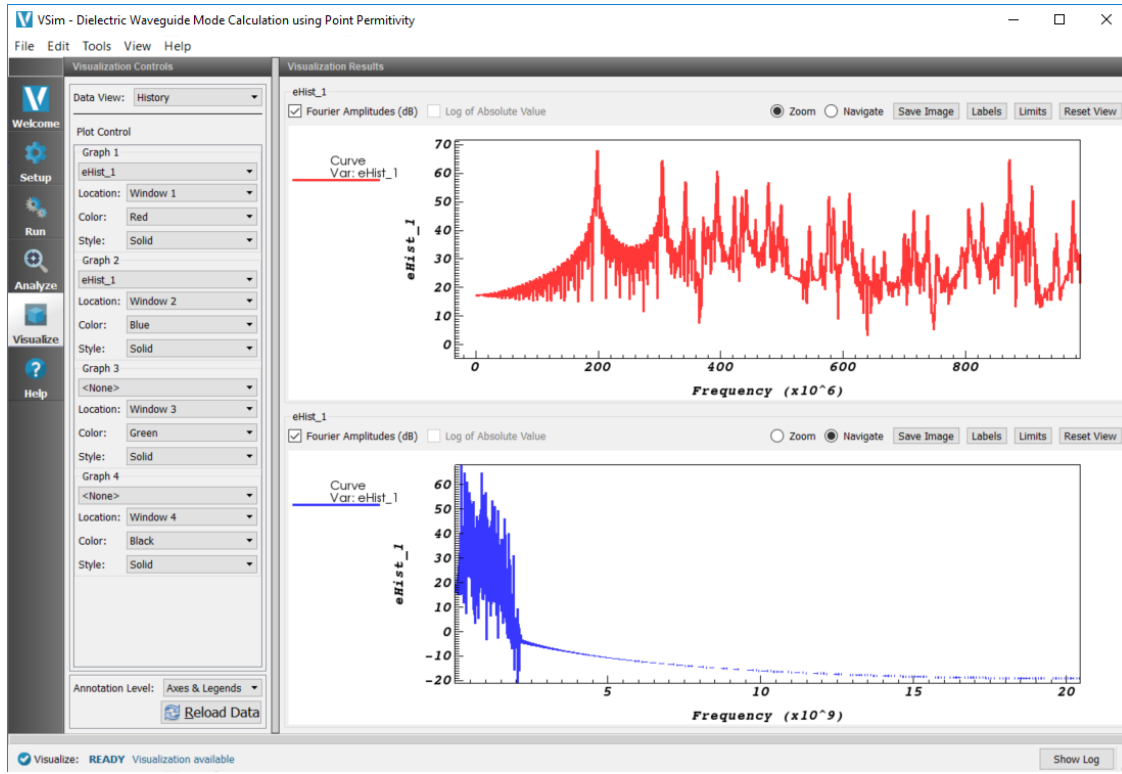 VSim - Dielectric Waveguide Mode Calculation using Point Permitivity
File Edit Tools View Help
Visualization Controls
Visualization Results
Welcome
Setup
Run
Analyze
Visualize
Help
Data View: History
Plot Control
Graph 1
eHist_1
Location: Window 1
Color: Red
Style: Solid
Graph 2
eHist_1
Location: Window 2
Color: Blue
Style: Solid
Graph 3
<None>
Location: Window 3
Color: Green
Style: Solid
Graph 4
<None>
Location: Window 4
Color: Black
Style: Solid
Annotation Level: Axes & Legends
Reload Data
eHist_1
Fourier Amplitudes (dB) Log of Absolute Value Zoom Navigate Save Image Labels Limits Reset View
Curve
Var: eHist_1
eHist_1
70
60
50
40
30
20
10
0
0 200 400 600 800
Frequency (x10^6)
eHist_1
Fourier Amplitudes (dB) Log of Absolute Value Zoom Navigate Save Image Labels Limits Reset View
Curve
Var: eHist_1
eHist_1
60
50
40
30
20
10
0
-10
-20
5 10 15 20
Frequency (x10^9)
Visualize: READY Visualization available
Show Log